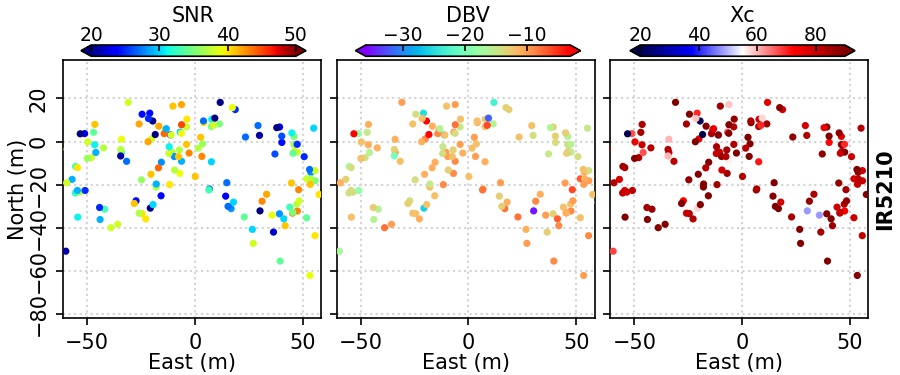 SNR DBV Xc
20 30 40 50 −30 −20 −10 20 40 60 80
20
0
−20
−40
−60
−80
North (m)
−50 0 50 −50 0 50 −50 0 50
East (m) East (m) East (m)
IR5210